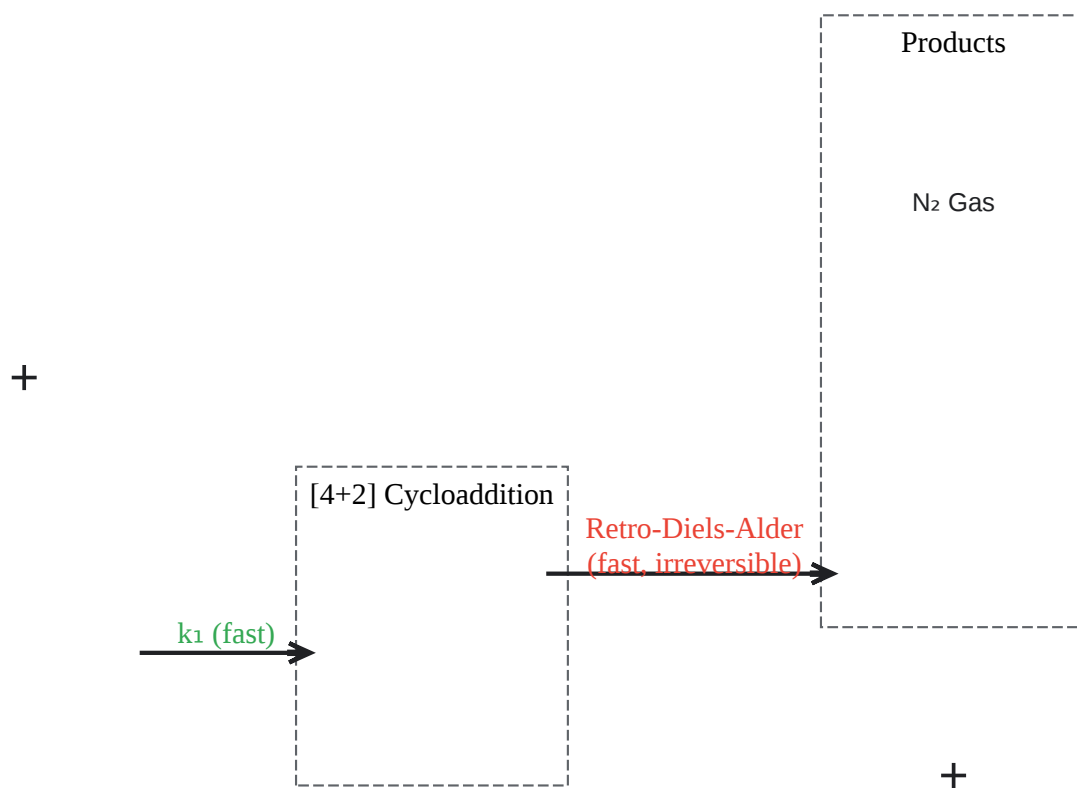 Products
N₂ Gas
+
[4+2] Cycloaddition
Retro-Diels-Alder
(fast, irreversible)
k₁ (fast)
+